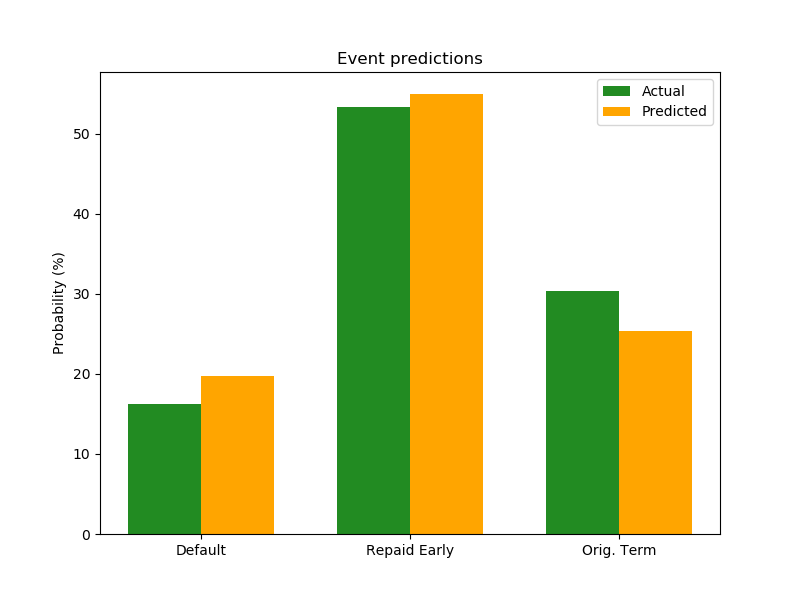 Event predictions
Actual
Predicted
Probability (%)
50
40
30
20
10
0
Default
Repaid Early
Orig. Term